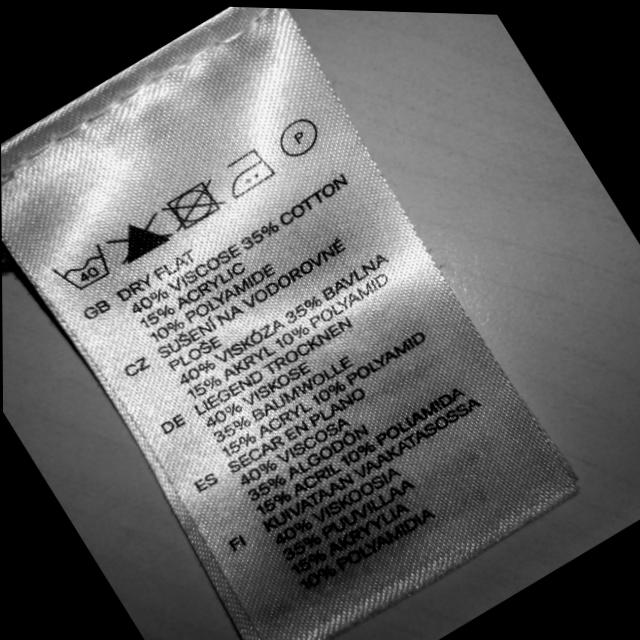 40
P
GB DRY FLAT
40% VISCOSE 35% COTTON
15% ACRYLIC
10% POLYAMIDE
CZ SUŠENÍ NA VODOROVNÉ
PLOŠE
40% VISKÓZA 35% BAVLNA
15% AKRYL 10% POLYAMID
DE LIEGEND TROCKNEN
40% VISKOSE
35% BAUMWOLLE
15% ACRYL 10% POLYAMID
ES SECAR EN PLANO
40% VISCOSA
35% ALGODÓN
15% ACRIL 10% POLIAMIDA
FI KUIVATAAN VAAKATASOSSA
40% VISKOOSIA
35% PUUVILLAA
15% AKRYYLIA
10% POLYAMIDIA